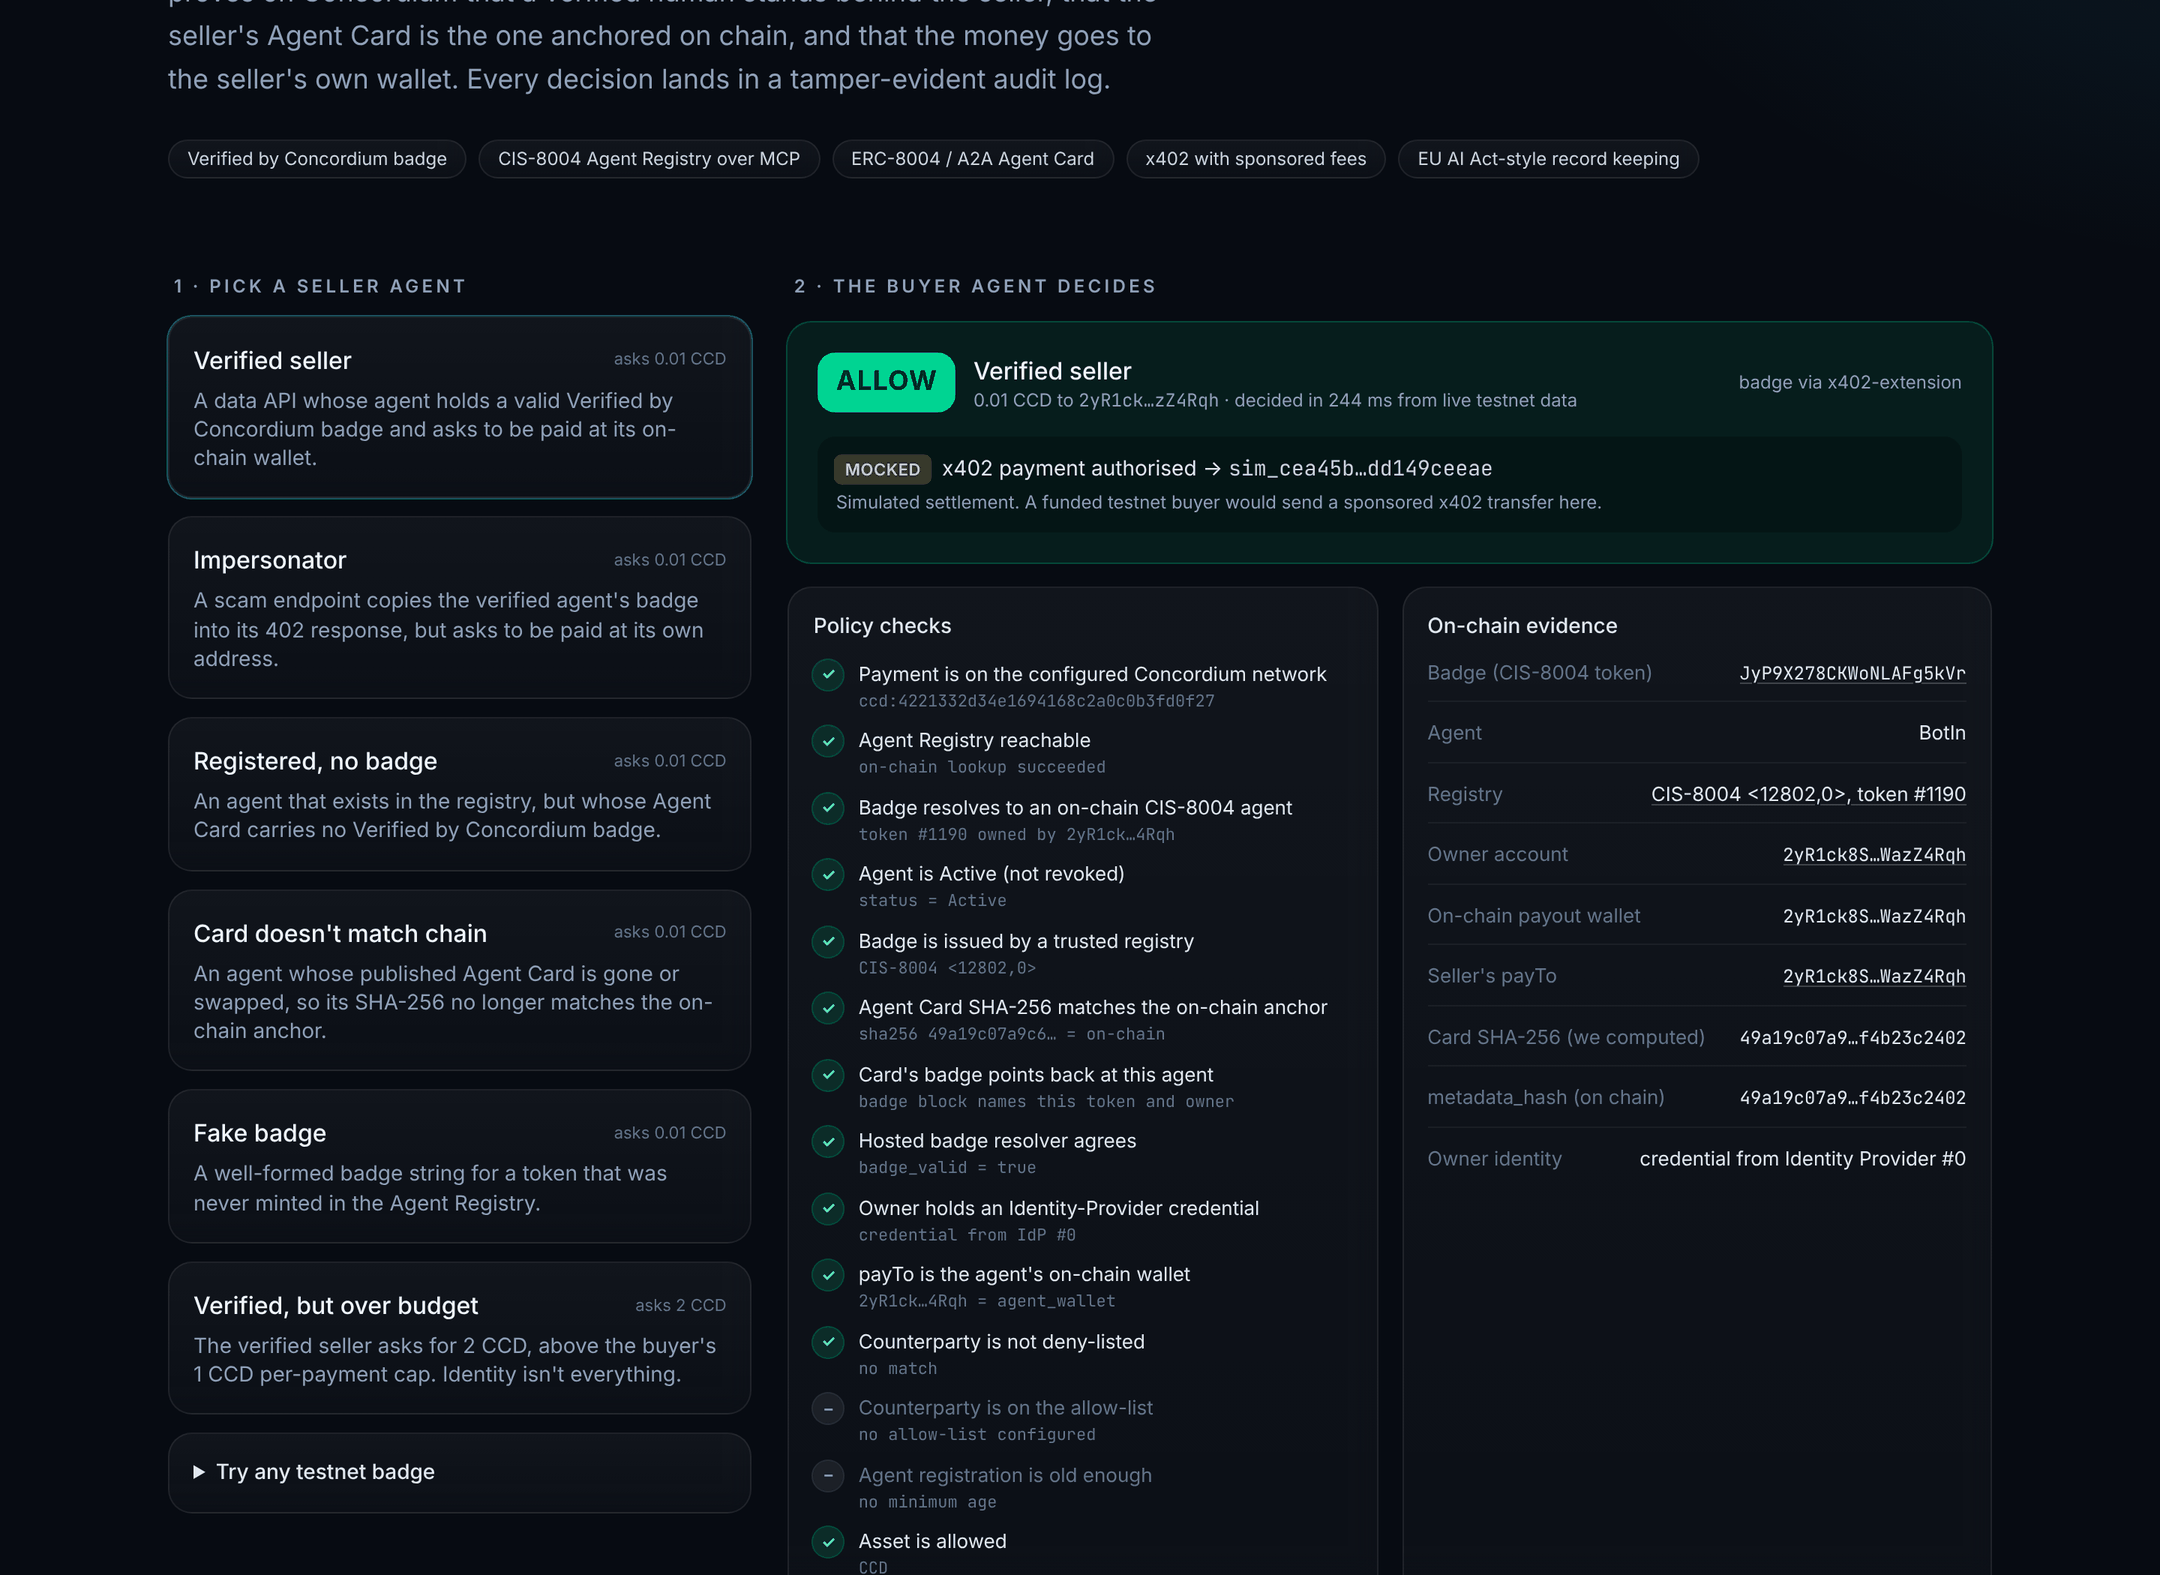 seller's Agent Card is the one anchored on chain, and that the money goes to
the seller's own wallet. Every decision lands in a tamper-evident audit log.
Verified by Concordium badge
CIS-8004 Agent Registry over MCP
ERC-8004 / A2A Agent Card
x402 with sponsored fees
EU AI Act-style record keeping
1 · PICK A SELLER AGENT
Verified seller
asks 0.01 CCD
A data API whose agent holds a valid Verified by
Concordium badge and asks to be paid at its on-
chain wallet.
Impersonator
asks 0.01 CCD
A scam endpoint copies the verified agent's badge
into its 402 response, but asks to be paid at its own
address.
Registered, no badge
asks 0.01 CCD
An agent that exists in the registry, but whose Agent
Card carries no Verified by Concordium badge.
Card doesn't match chain
asks 0.01 CCD
An agent whose published Agent Card is gone or
swapped, so its SHA-256 no longer matches the on-
chain anchor.
Fake badge
asks 0.01 CCD
A well-formed badge string for a token that was
never minted in the Agent Registry.
Verified, but over budget
asks 2 CCD
The verified seller asks for 2 CCD, above the buyer's
1 CCD per-payment cap. Identity isn't everything.
▶ Try any testnet badge
2 · THE BUYER AGENT DECIDES
ALLOW
Verified seller
0.01 CCD to 2yR1ck…zZ4Rqh · decided in 244 ms from live testnet data
badge via x402-extension
MOCKED x402 payment authorised → sim_cea45b…dd149ceeae
Simulated settlement. A funded testnet buyer would send a sponsored x402 transfer here.
Policy checks
Payment is on the configured Concordium network
ccd:4221332d34e1694168c2a0c0b3fd0f27
Agent Registry reachable
on-chain lookup succeeded
Badge resolves to an on-chain CIS-8004 agent
token #1190 owned by 2yR1ck…4Rqh
Agent is Active (not revoked)
status = Active
Badge is issued by a trusted registry
CIS-8004 <12802,0>
Agent Card SHA-256 matches the on-chain anchor
sha256 49a19c07a9c6… = on-chain
Card's badge points back at this agent
badge block names this token and owner
Hosted badge resolver agrees
badge_valid = true
Owner holds an Identity-Provider credential
credential from IdP #0
payTo is the agent's on-chain wallet
2yR1ck…4Rqh = agent_wallet
Counterparty is not deny-listed
no match
Counterparty is on the allow-list
no allow-list configured
Agent registration is old enough
no minimum age
Asset is allowed
CCD
On-chain evidence
Badge (CIS-8004 token) JyP9X278CKWoNLAFg5kVr
Agent BotIn
Registry CIS-8004 <12802,0>, token #1190
Owner account 2yR1ck8S…WazZ4Rqh
On-chain payout wallet 2yR1ck8S…WazZ4Rqh
Seller's payTo 2yR1ck8S…WazZ4Rqh
Card SHA-256 (we computed) 49a19c07a9…f4b23c2402
metadata_hash (on chain) 49a19c07a9…f4b23c2402
Owner identity credential from Identity Provider #0